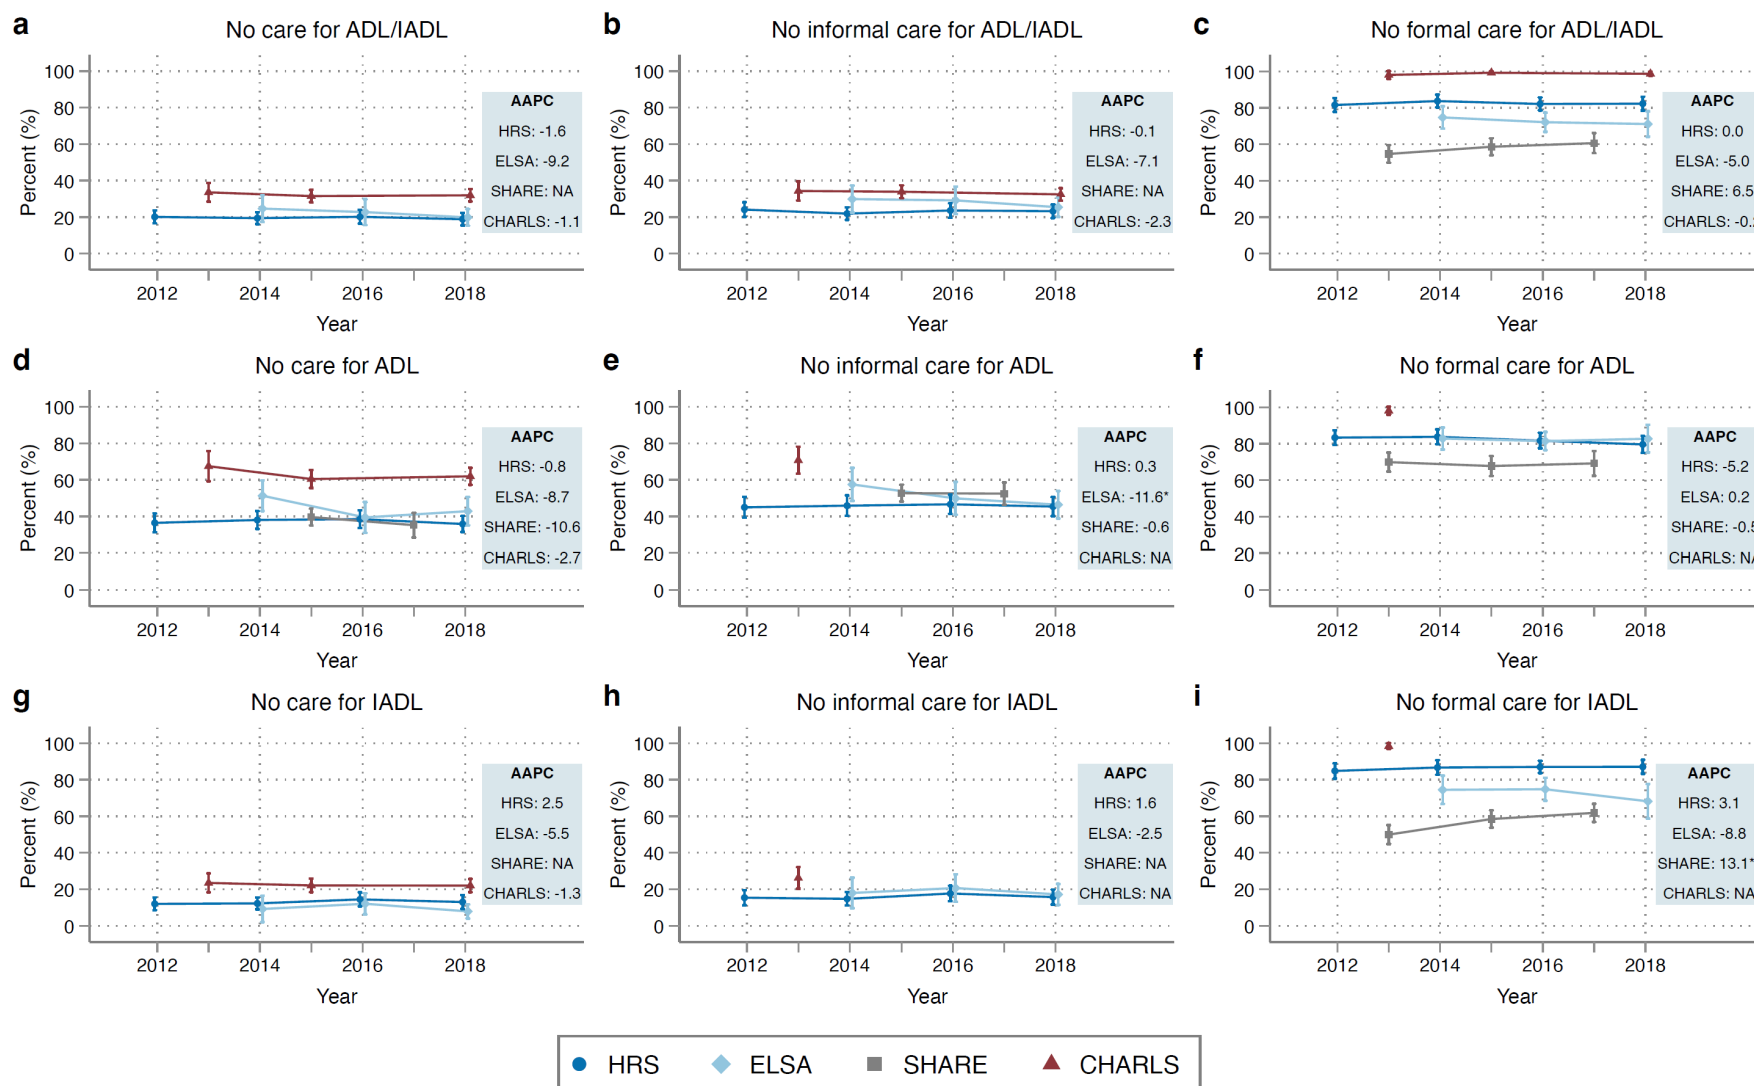 a No care for ADL/IADL
Percent (%)
100
80
60
40
20
0
AAPC
HRS: -1.6
ELSA: -9.2
SHARE: NA
CHARLS: -1.1
2012 2014 2016 2018
Year
b No informal care for ADL/IADL
Percent (%)
100
80
60
40
20
0
AAPC
HRS: -0.1
ELSA: -7.1
SHARE: NA
CHARLS: -2.3
2012 2014 2016 2018
Year
c No formal care for ADL/IADL
Percent (%)
100
80
60
40
20
0
AAPC
HRS: 0.0
ELSA: -5.0
SHARE: 6.5
CHARLS: -0.
2012 2014 2016 2018
Year
d No care for ADL
Percent (%)
100
80
60
40
20
0
AAPC
HRS: -0.8
ELSA: -8.7
SHARE: -10.6
CHARLS: -2.7
2012 2014 2016 2018
Year
e No informal care for ADL
Percent (%)
100
80
60
40
20
0
AAPC
HRS: 0.3
ELSA: -11.6*
SHARE: -0.6
CHARLS: NA
2012 2014 2016 2018
Year
f No formal care for ADL
Percent (%)
100
80
60
40
20
0
AAPC
HRS: -5.2
ELSA: 0.2
SHARE: -0.5
CHARLS: NA
2012 2014 2016 2018
Year
g No care for IADL
Percent (%)
100
80
60
40
20
0
AAPC
HRS: 2.5
ELSA: -5.5
SHARE: NA
CHARLS: -1.3
2012 2014 2016 2018
Year
h No informal care for IADL
Percent (%)
100
80
60
40
20
0
AAPC
HRS: 1.6
ELSA: -2.5
SHARE: NA
CHARLS: NA
2012 2014 2016 2018
Year
i No formal care for IADL
Percent (%)
100
80
60
40
20
0
AAPC
HRS: 3.1
ELSA: -8.8
SHARE: 13.1*
CHARLS: NA
2012 2014 2016 2018
Year
HRS ELSA SHARE CHARLS